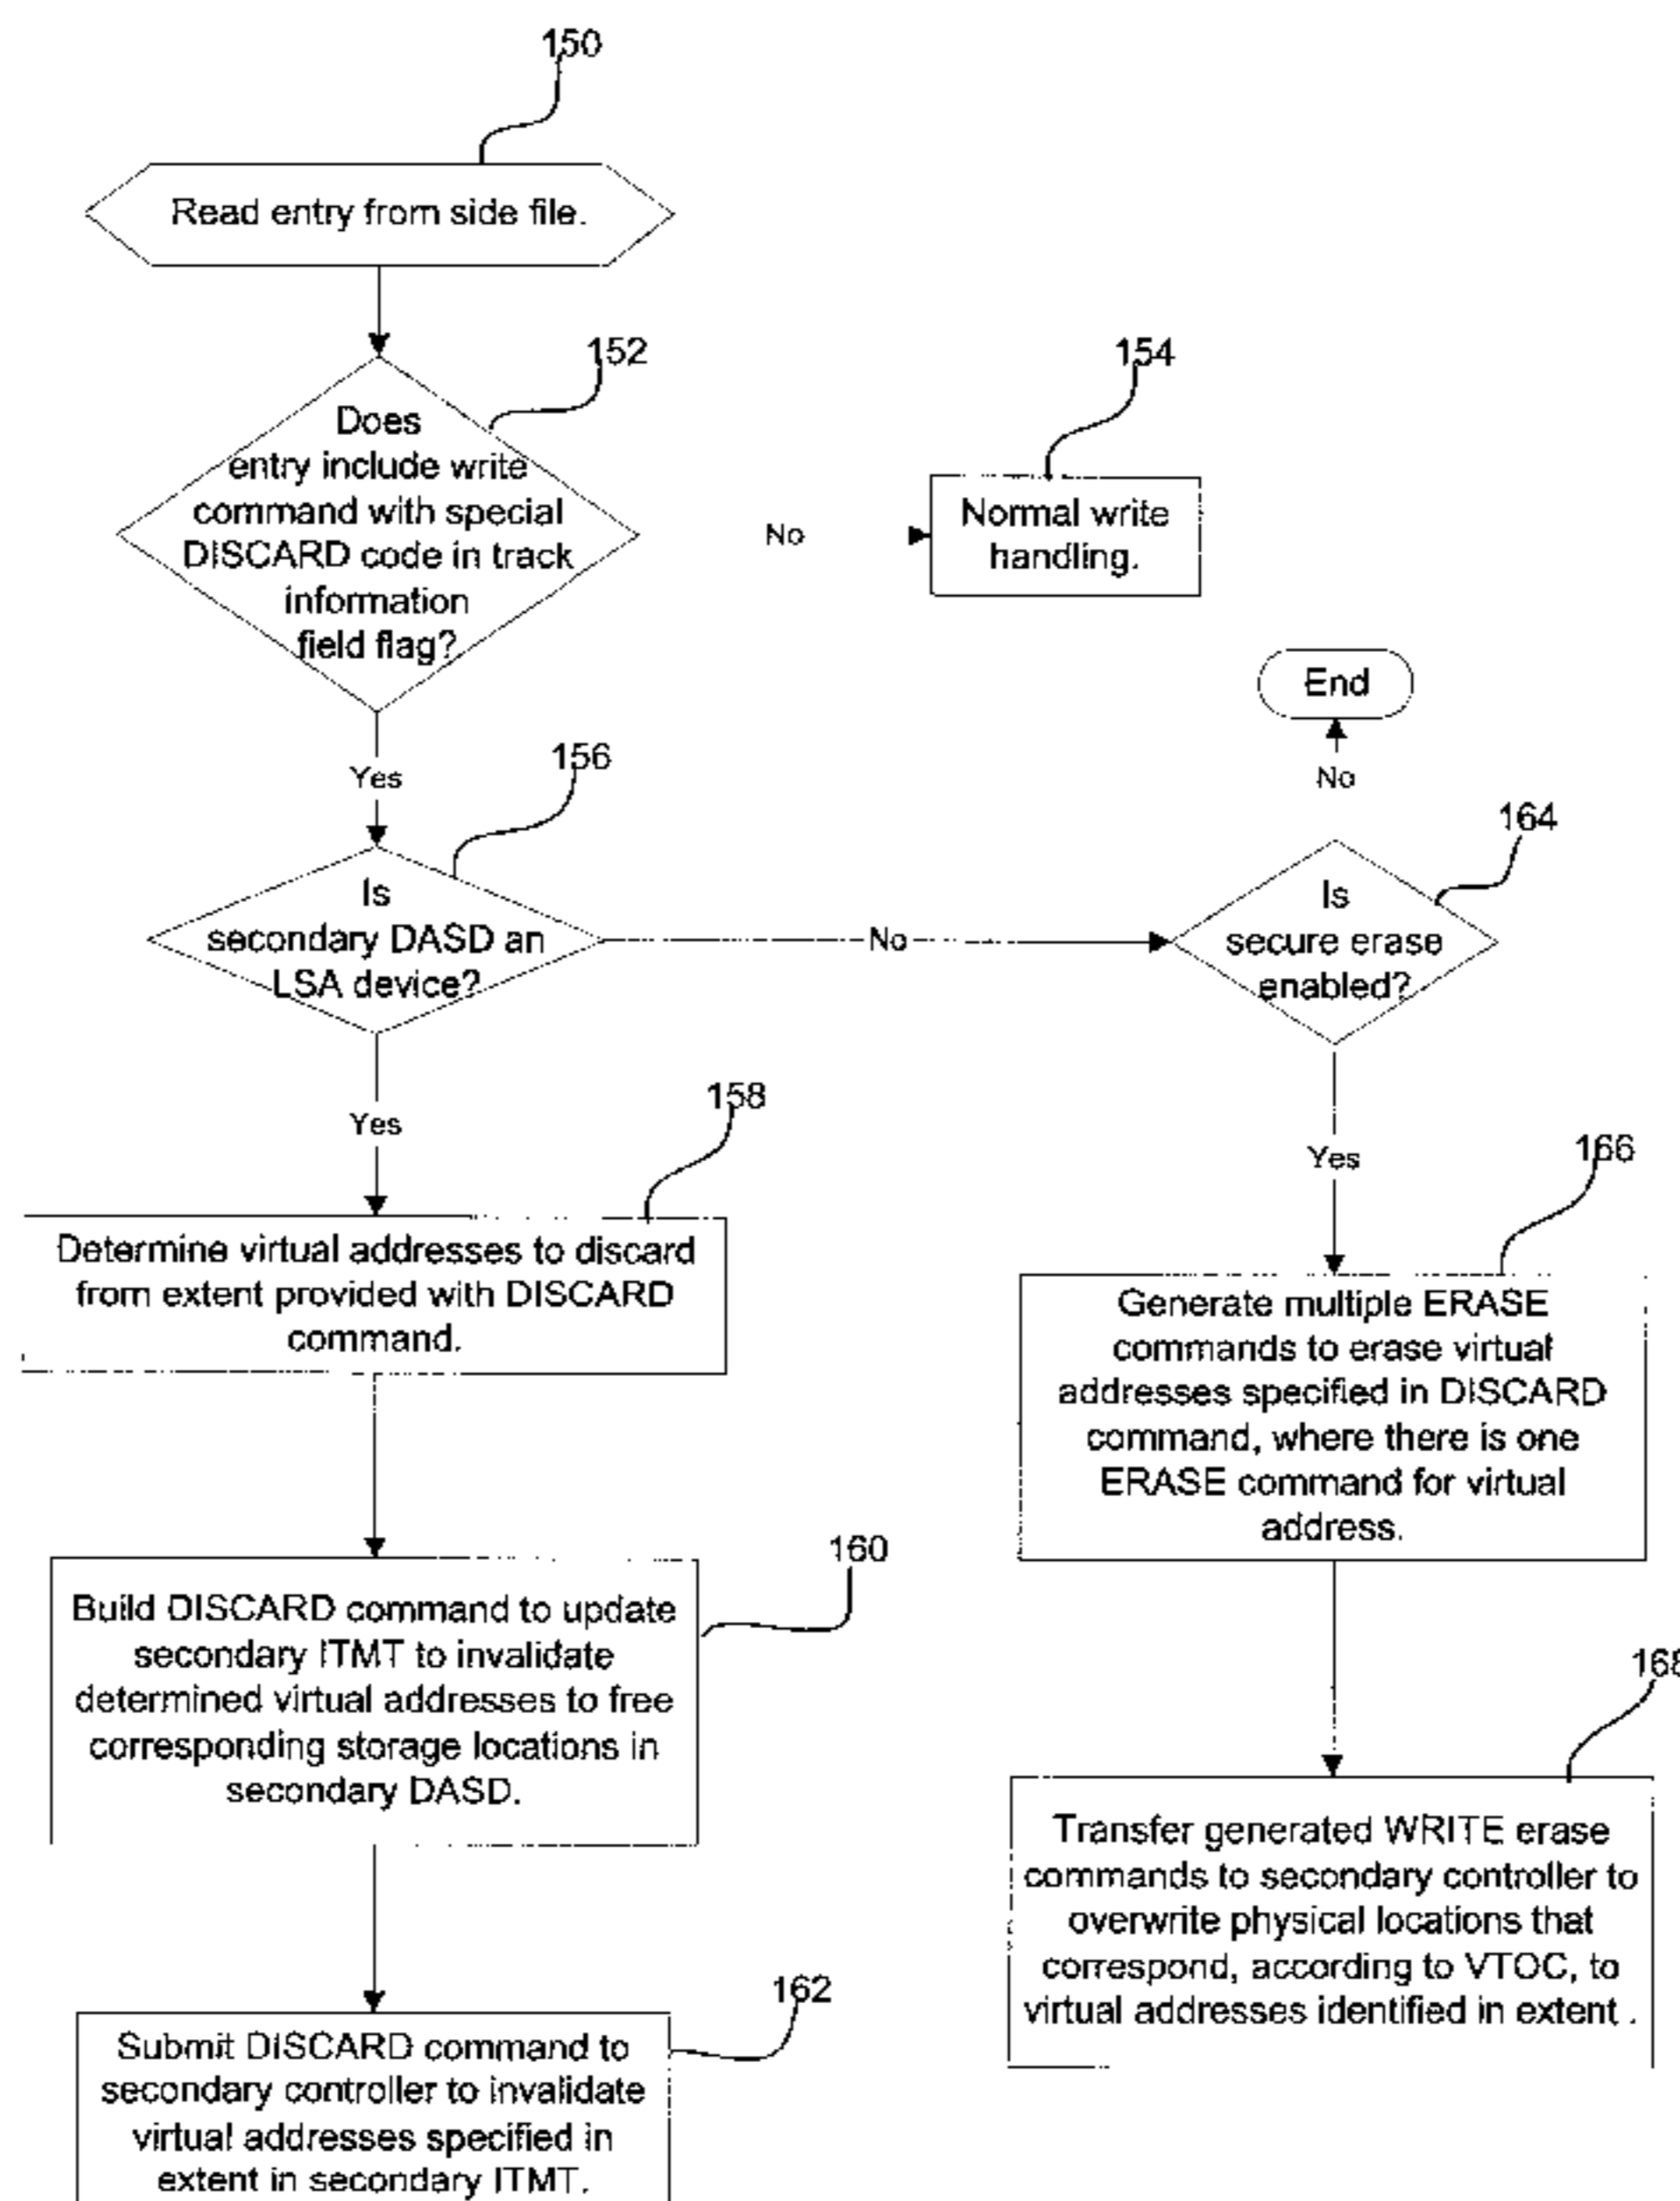 150
Read entry from side file.
152
Does
entry include write
command with special
DISCARD code in track
information
field flag?
No
154
Normal write
handling.
End
No
Yes
156
Is
secondary DASD an
LSA device?
No
164
Is
secure erase
enabled?
Yes
158
Determine virtual addresses to discard
from extent provided with DISCARD
command.
Yes
166
Generate multiple ERASE
commands to erase virtual
addresses specified in DISCARD
command, where there is one
ERASE command for virtual
address.
160
Build DISCARD command to update
secondary ITMT to invalidate
determined virtual addresses to free
corresponding storage locations in
secondary DASD.
168
Transfer generated WRITE erase
commands to secondary controller to
overwrite physical locations that
correspond, according to VTOC, to
virtual addresses identified in extent .
162
Submit DISCARD command to
secondary controller to invalidate
virtual addresses specified in
extent in secondary ITMT.